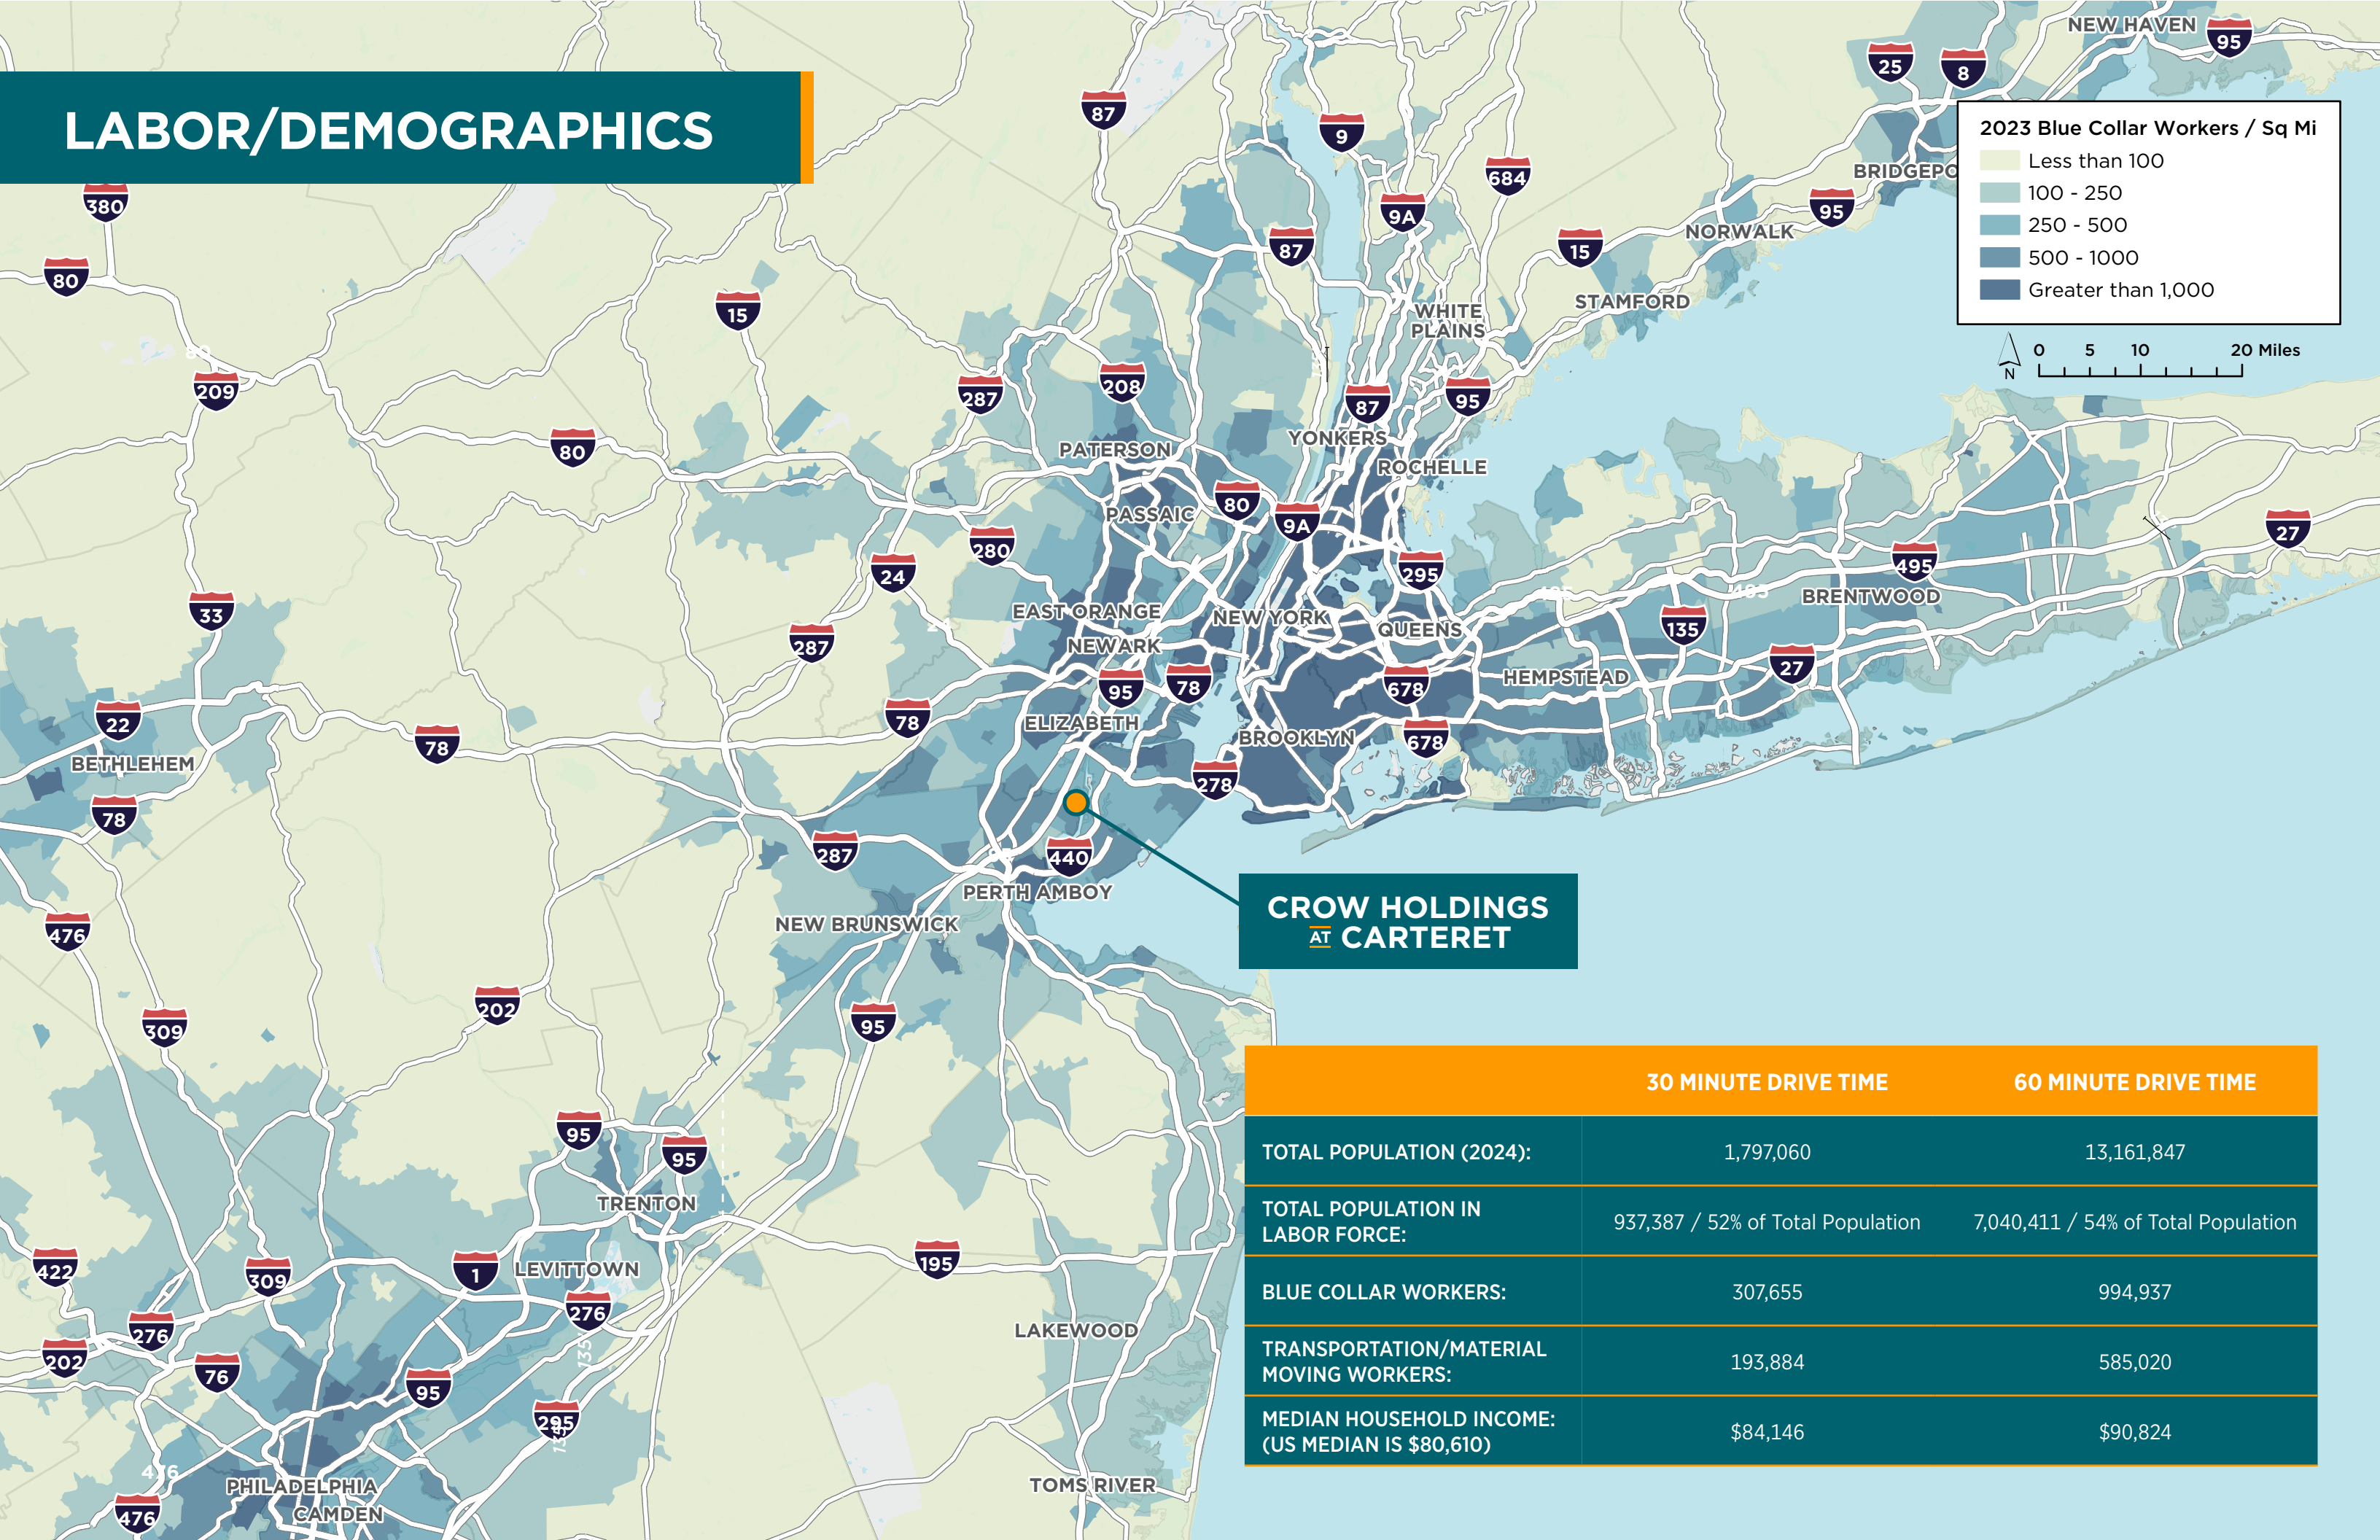 LABOR/DEMOGRAPHICS
NEW HAVEN
95
25
8
87
9
684
9A
380
80
87
15
95
BRIDGEPO
NORWALK
STAMFORD
2023 Blue Collar Workers / Sq Mi
Less than 100
100 - 250
250 - 500
500 - 1000
Greater than 1,000
N
0 5 10 20 Miles
15
WHITE
PLAINS
80
209
287
208
87
95
80
PATERSON
YONKERS
ROCHELLE
PASSAIC
80
9A
27
280
24
295
495
33
24
EAST ORANGE
NEW YORK
QUEENS
495
BRENTWOOD
135
287
NEWARK
95
78
678
HEMPSTEAD
27
22
78
78
ELIZABETH
BROOKLYN
678
BETHLEHEM
278
78
287
440
PERTH AMBOY
NEW BRUNSWICK
CROW HOLDINGS
AT CARTERET
476
202
309
95
95
95
TRENTON
422
309
1
LEVITTOWN
195
276
276
202
76
95
135
LAKEWOOD
295
476
PHILADELPHIA
CAMDEN
476
TOMS RIVER
30 MINUTE DRIVE TIME 60 MINUTE DRIVE TIME
TOTAL POPULATION (2024): 1,797,060 13,161,847
TOTAL POPULATION IN
LABOR FORCE: 937,387 / 52% of Total Population 7,040,411 / 54% of Total Population
BLUE COLLAR WORKERS: 307,655 994,937
TRANSPORTATION/MATERIAL
MOVING WORKERS: 193,884 585,020
MEDIAN HOUSEHOLD INCOME:
(US MEDIAN IS $80,610) $84,146 $90,824